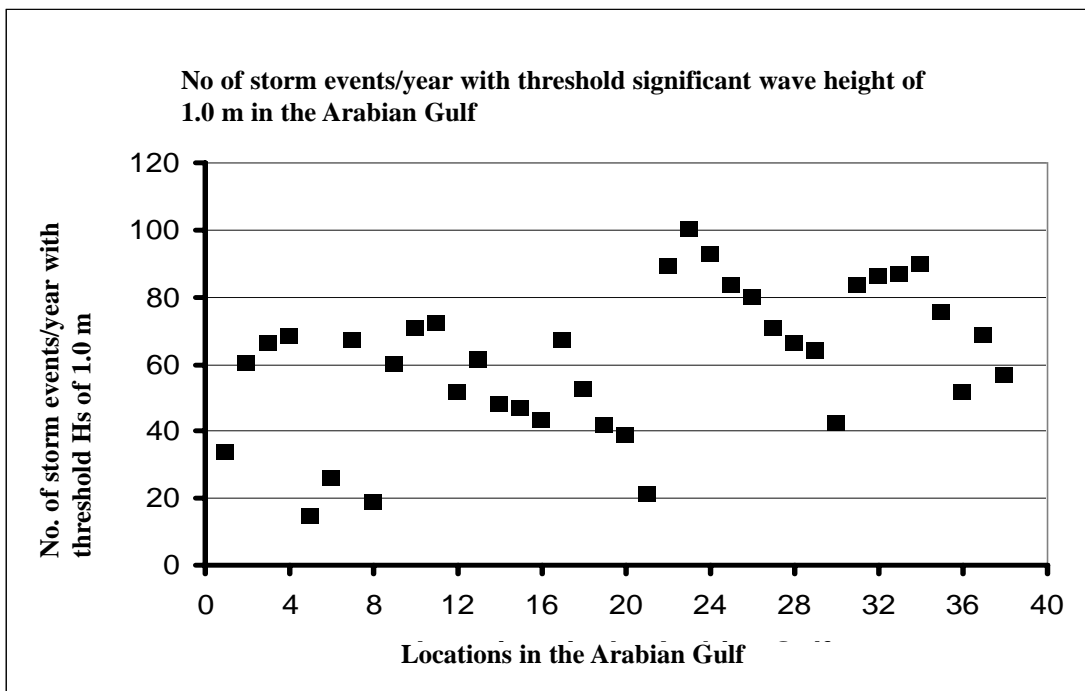 No of storm events/year with threshold significant wave height of
1.0 m in the Arabian Gulf
120
100
80
60
40
20
0
No. of storm events/year with
threshold Hs of 1.0 m
0 4 8 12 16 20 24 28 32 36 40
Locations in the Arabian Gulf